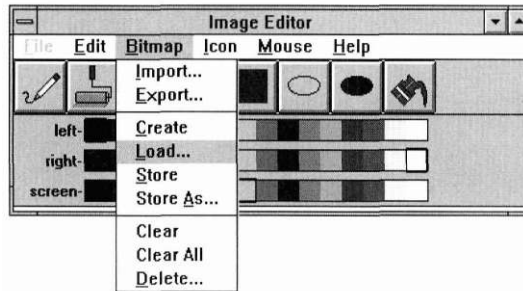 Image Editor
File Edit Bitmap Icon Mouse Help
Import...
Export...
left-
Create
right-
Load...
Store
screen-
Store As...
Clear
Clear All
Delete...